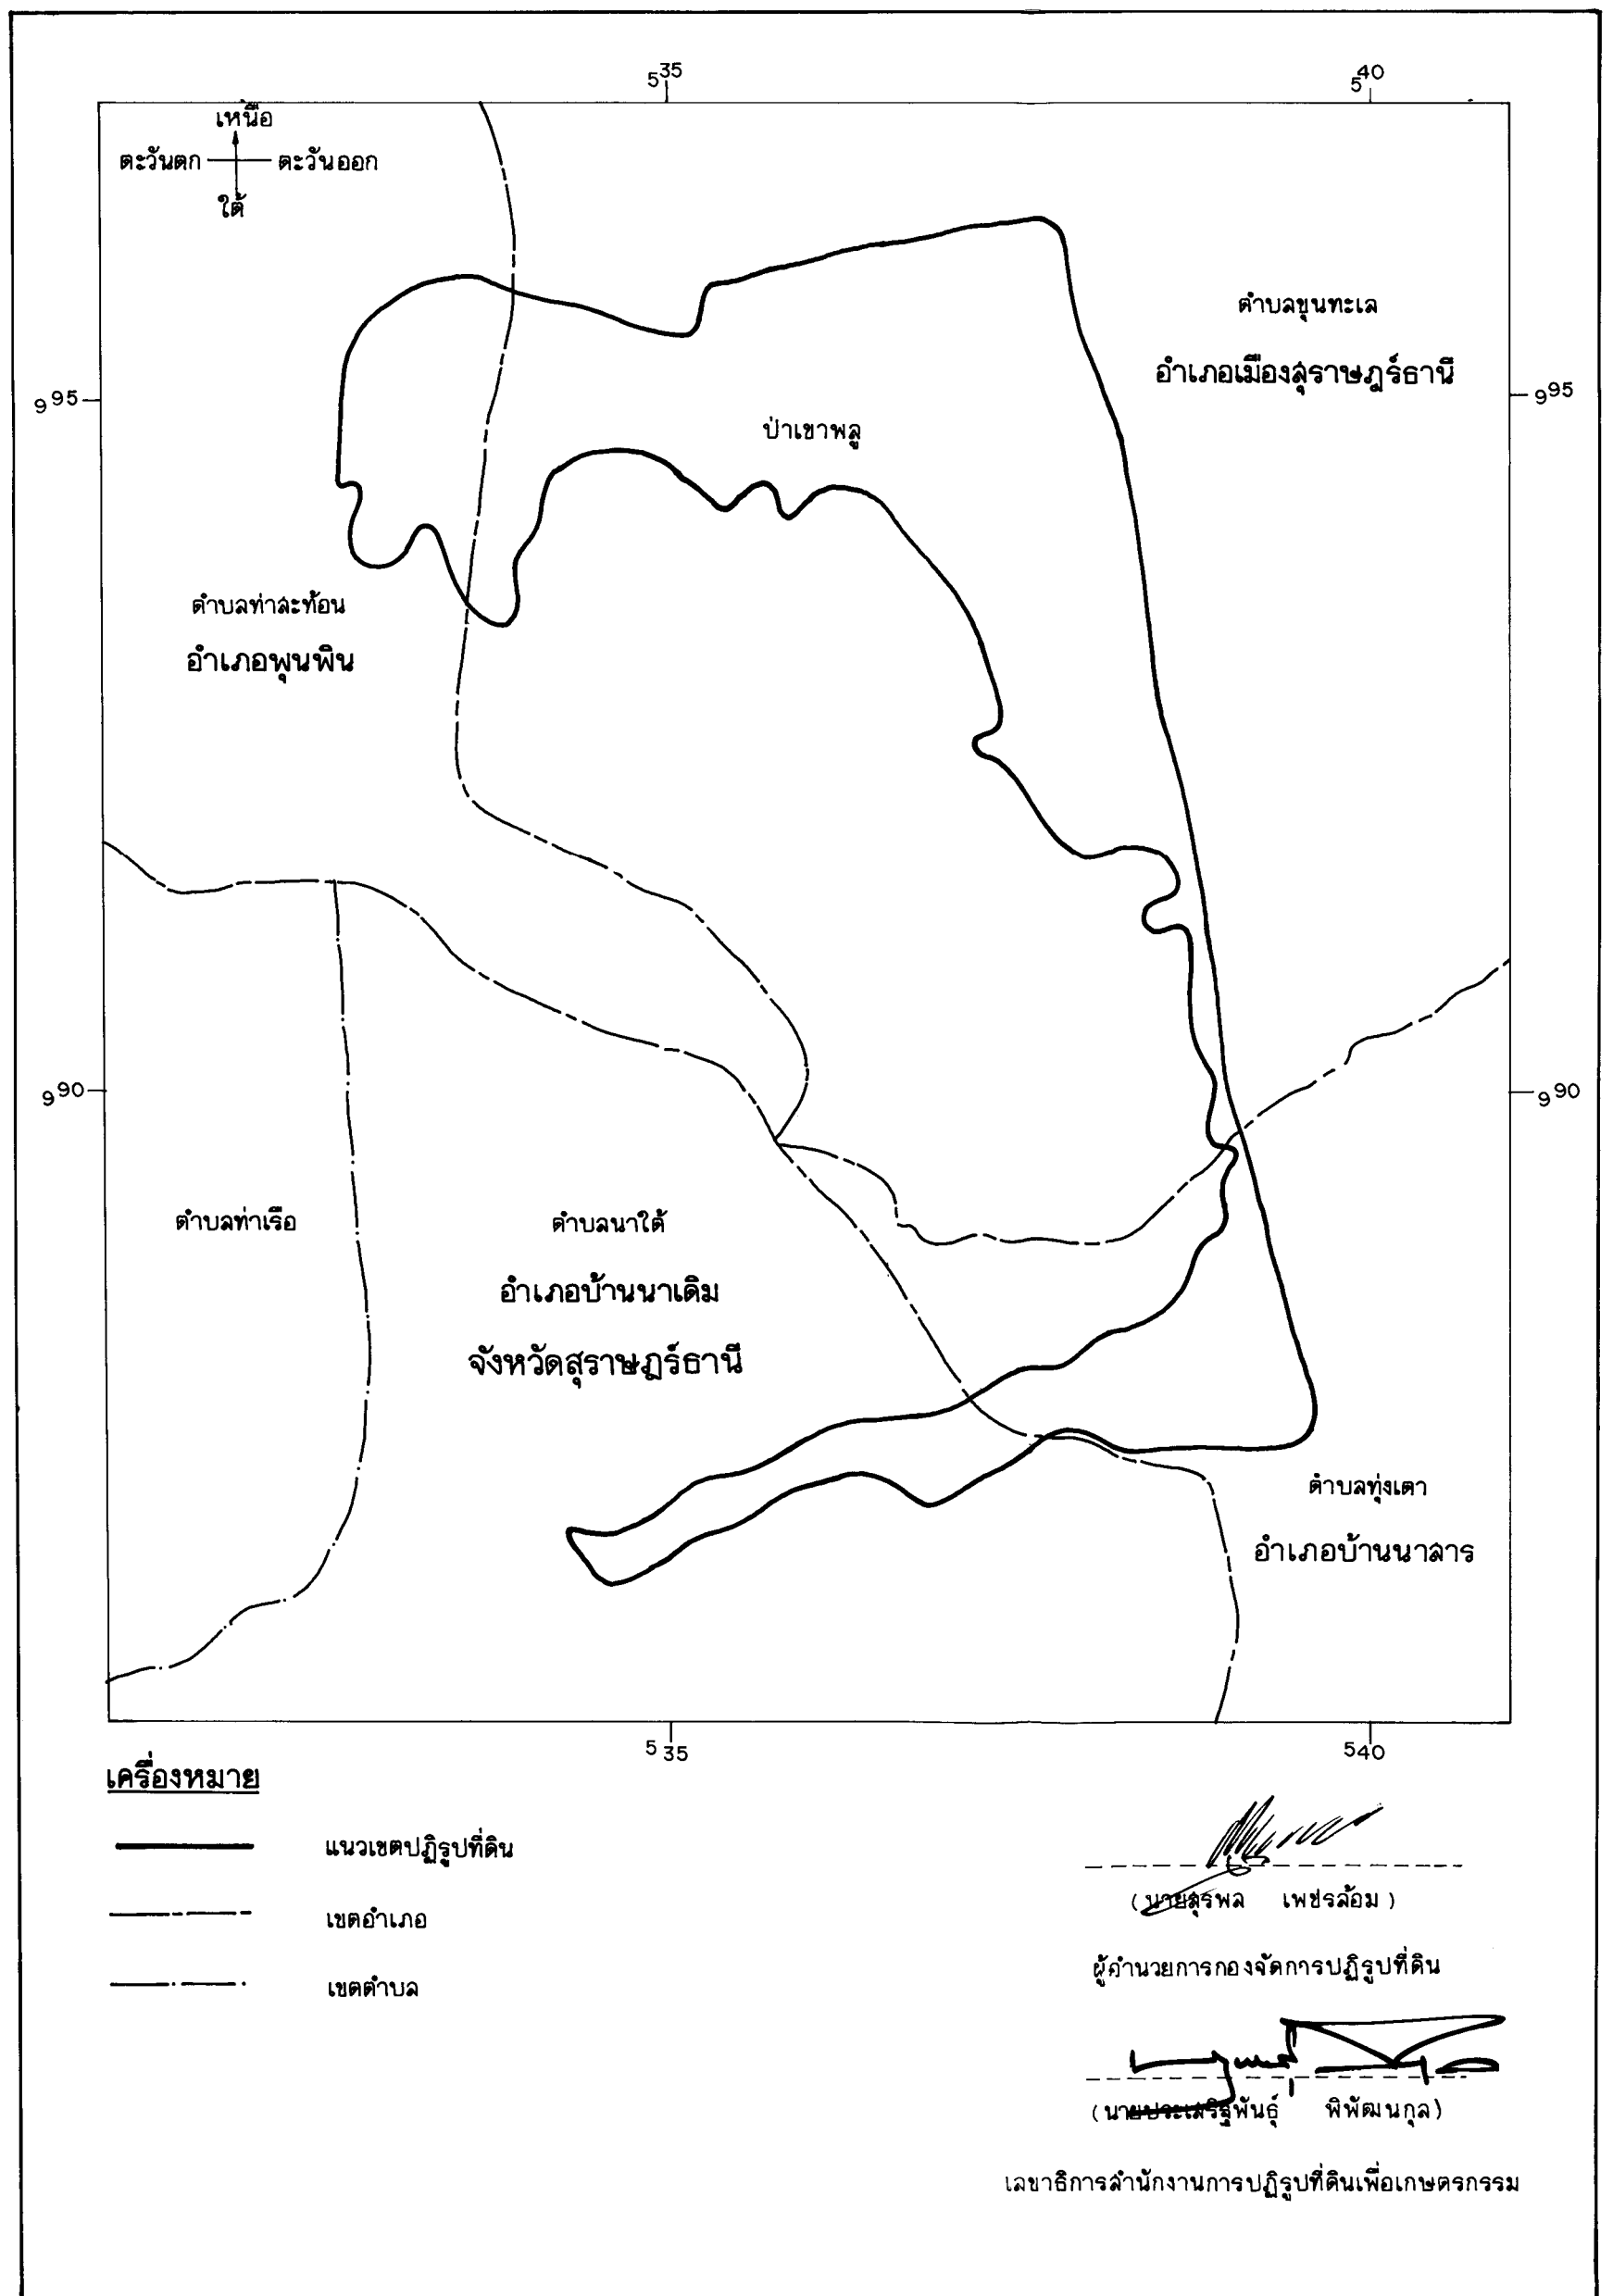 535 540
เหนือ
ตะวันตก ตะวันออก
ใต้
ตำบลขุนทะเล
อำเภอเมืองสุราษฎร์ธานี
995 995
ป่าเขาพลู
ตำบลท่าสะท้อน
อำเภอพุนพิน
990 990
ตำบลท่าเรือ ตำบลนาใต้
อำเภอบ้านนาเดิม
จังหวัดสุราษฎร์ธานี
ตำบลทุ่งเตา
อำเภอบ้านนาสาร
535 540
เครื่องหมาย
แนวเขตปฏิรูปที่ดิน
เขตอำเภอ
เขตตำบล
(นายสุรพล เพชรล้อม)
ผู้อำนวยการกองจัดการปฏิรูปที่ดิน
(นายประเสริฐพันธุ์ พิพัฒนกุล)
เลขาธิการสำนักงานการปฏิรูปที่ดินเพื่อเกษตรกรรม